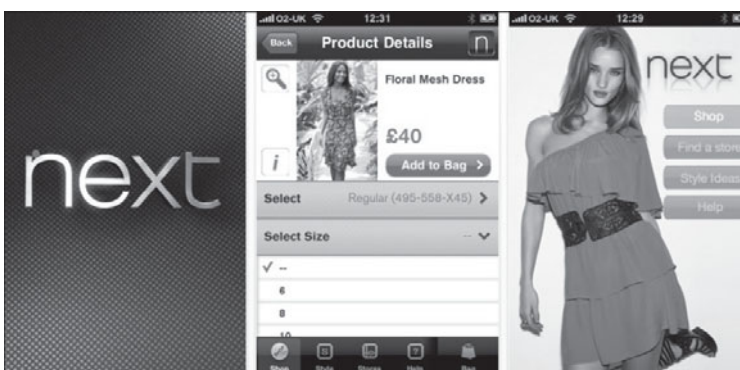 next
O2-UK 12:31
Back Product Details n
Floral Mesh Dress
£40
i Add to Bag >
Select Regular (495-558-X45) >
Select Size --
✓ --
6
8
10
Shop Style Stores Help Bag
O2-UK 12:29
next
Shop
Find a store
Style Ideas
Help